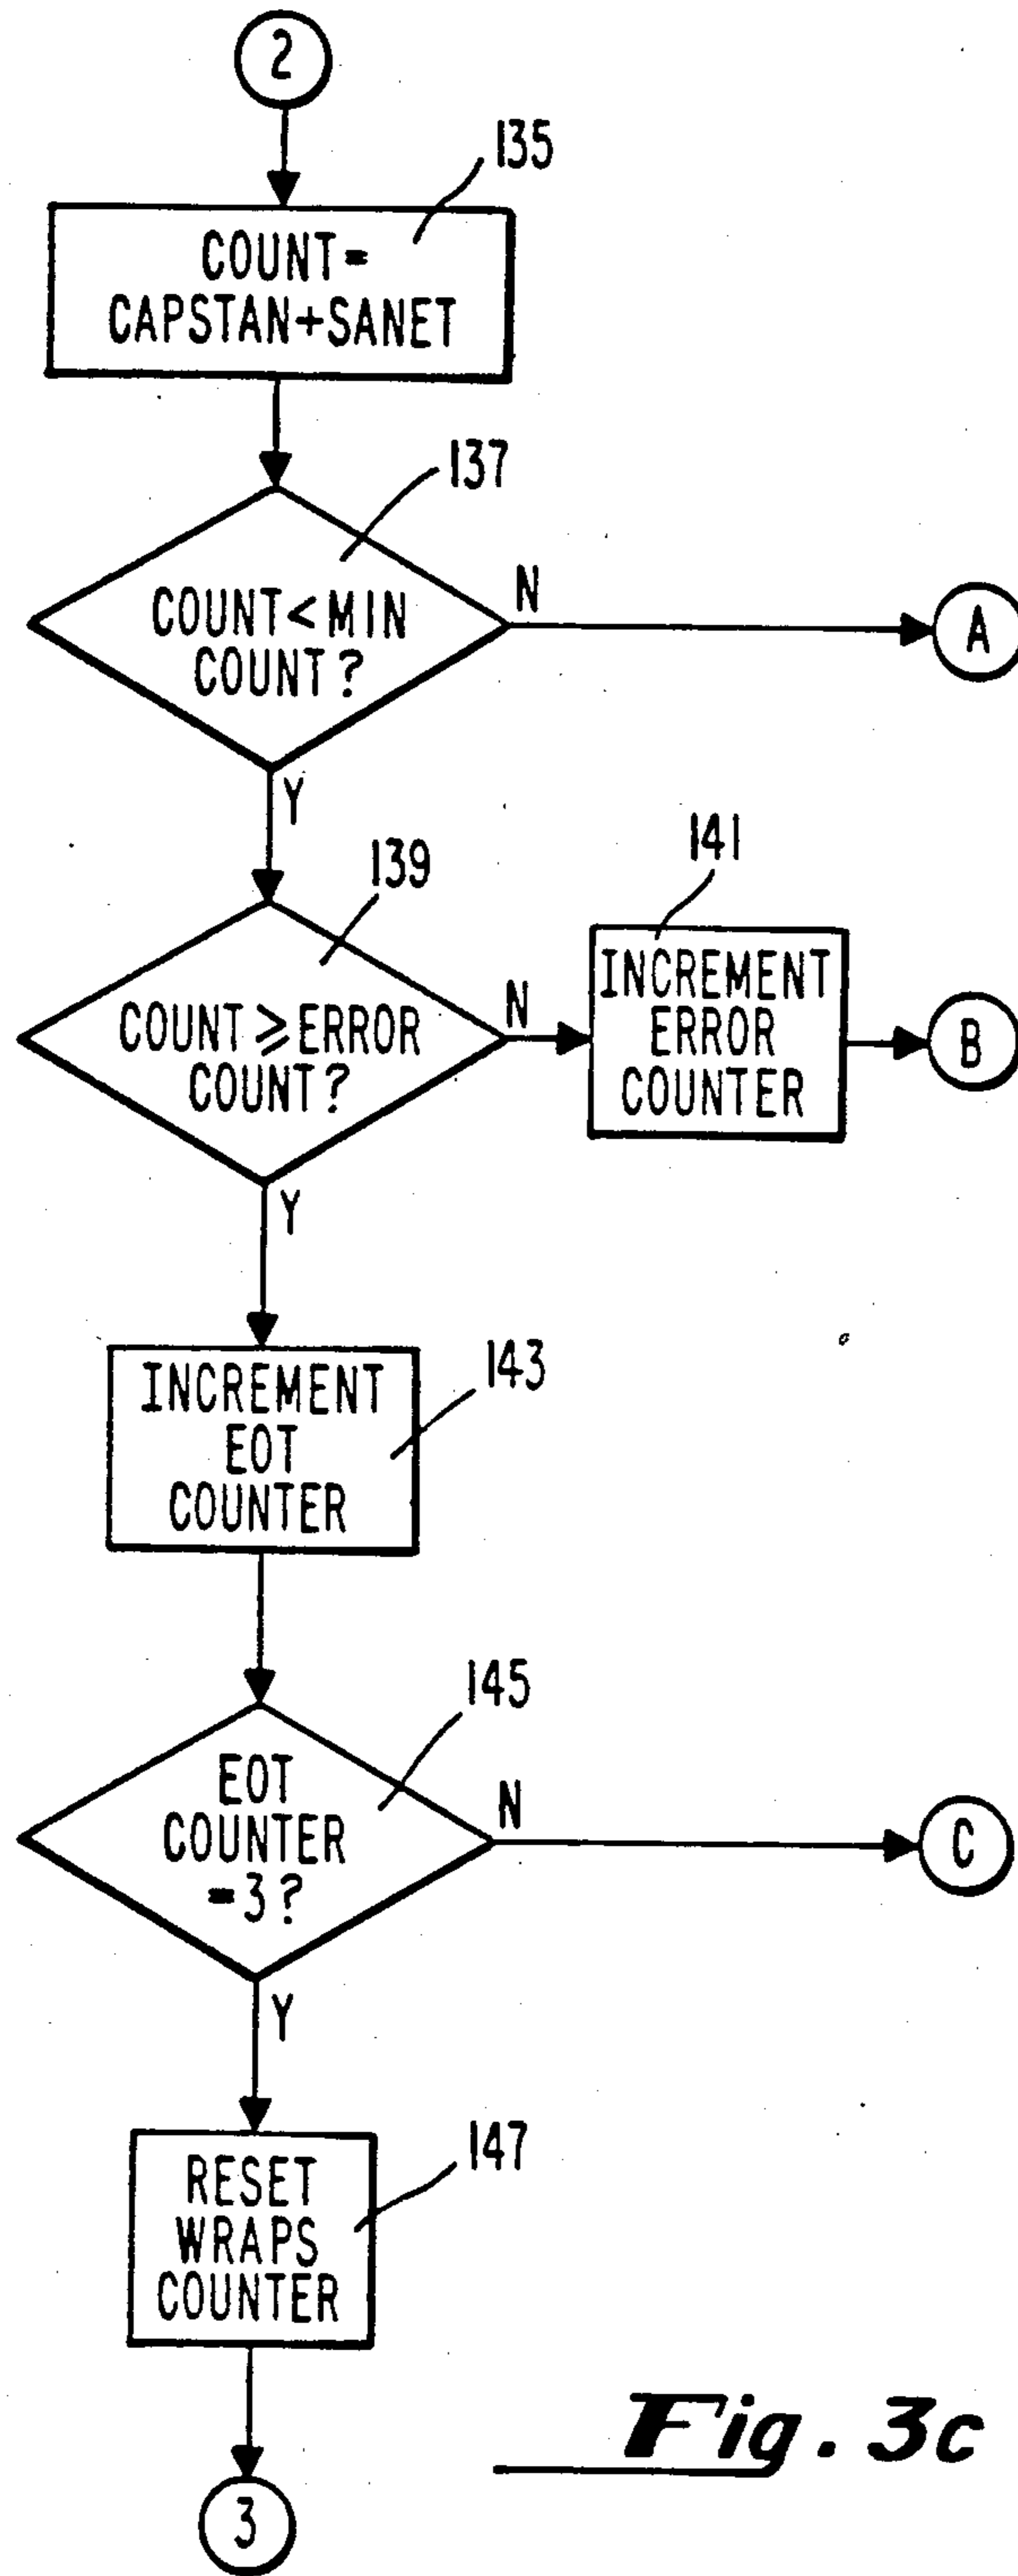 2
135
COUNT=
CAPSTAN+SANET
137
COUNT<MIN
COUNT?
N
A
Y
139
COUNT≥ERROR
COUNT?
N
141
INCREMENT
ERROR
COUNTER
B
Y
143
INCREMENT
EOT
COUNTER
145
EOT
COUNTER
=3?
N
C
Y
147
RESET
WRAPS
COUNTER
3
Fig. 3c